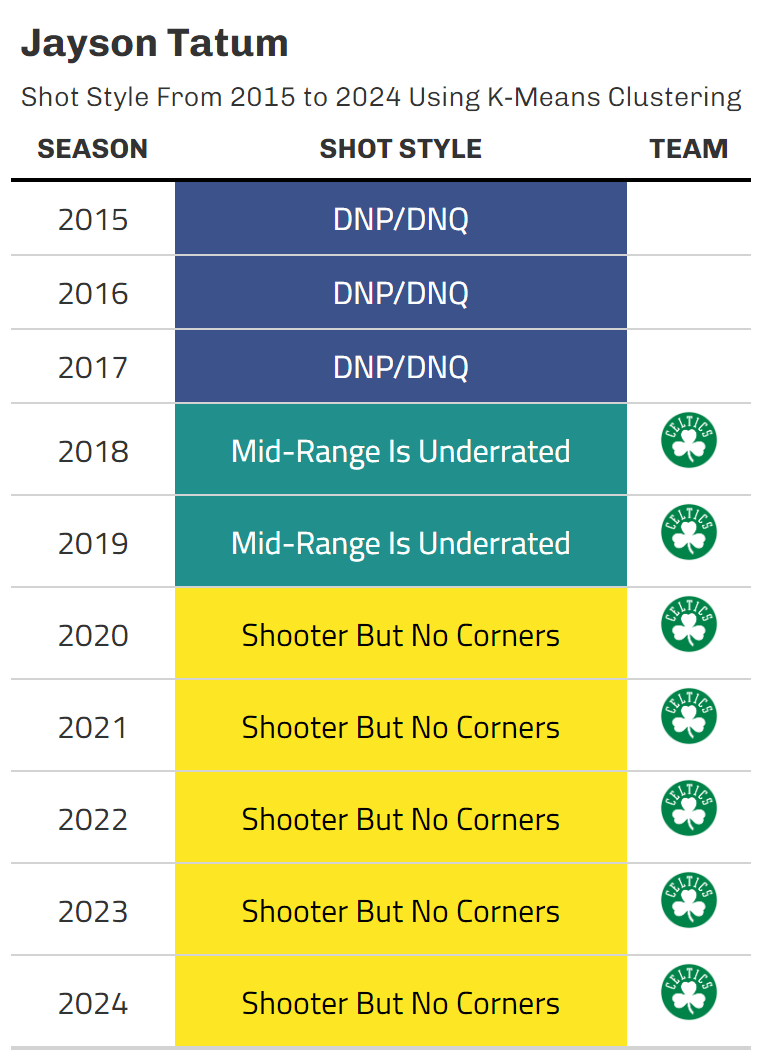 Jayson Tatum
Shot Style From 2015 to 2024 Using K-Means Clustering
SEASON SHOT STYLE TEAM
2015 DNP/DNQ
2016 DNP/DNQ
2017 DNP/DNQ
2018 Mid-Range Is Underrated CELTICS
2019 Mid-Range Is Underrated CELTICS
2020 Shooter But No Corners CELTICS
2021 Shooter But No Corners CELTICS
2022 Shooter But No Corners CELTICS
2023 Shooter But No Corners CELTICS
2024 Shooter But No Corners CELTICS